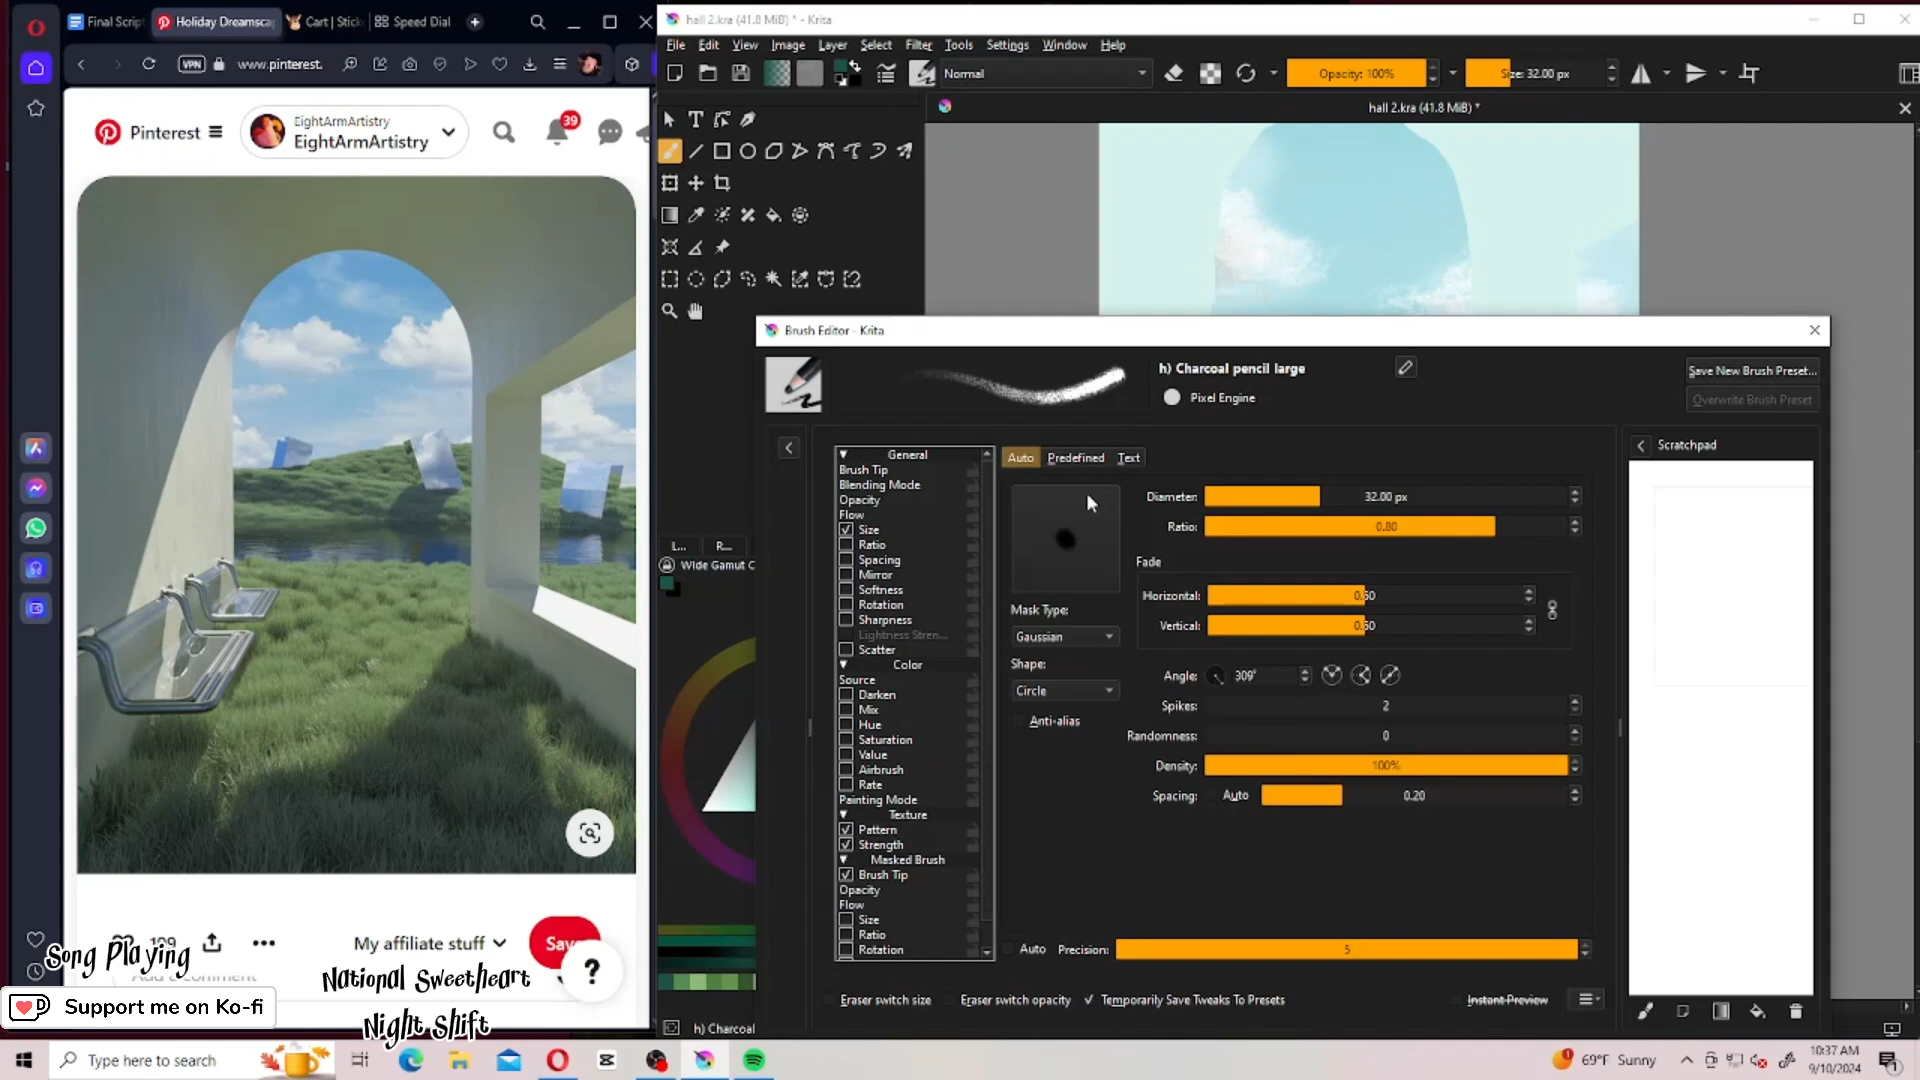 Final Script
Holiday Dreamsca
Cart | Stick
Speed Dial
VPN
www.pinterest.
Pinterest
EightArmArtistry
EightArmArtistry
39
My affiliate stuff
?
Song Playing
National Sweetheart
Night Shift
Support me on Ko-fi
hall 2.kra (41.8 MiB) * - Krita
File
Edit
View
Image
Layer
Select
Filter
Tools
Settings
Window
Help
Normal
Opacity: 100%
Size: 32.00 px
hall 2.kra (41.8 MiB) *
L...
R...
Wide Gamut C
h) Charcoal
Brush Editor - Krita
h) Charcoal pencil large
Pixel Engine
Save New Brush Preset...
Overwrite Brush Preset
General
Brush Tip
Blending Mode
Opacity
Flow
Size
Ratio
Spacing
Mirror
Softness
Rotation
Sharpness
Lightness Stren...
Scatter
Color
Source
Darken
Mix
Hue
Saturation
Value
Airbrush
Rate
Painting Mode
Texture
Pattern
Strength
Masked Brush
Brush Tip
Opacity
Flow
Size
Ratio
Rotation
Auto
Predefined
Text
Mask Type:
Gaussian
Shape:
Circle
Anti-alias
Diameter:
32.00 px
Ratio:
0.80
Fade
Horizontal:
0.50
Vertical:
0.50
Angle:
309°
Spikes:
2
Randomness:
0
Density:
100%
Spacing:
Auto
0.20
Auto
Precision:
5
Eraser switch size
Eraser switch opacity
Temporarily Save Tweaks To Presets
Instant Preview
Scratchpad
Type here to search
69°F Sunny
10:37 AM
9/10/2024